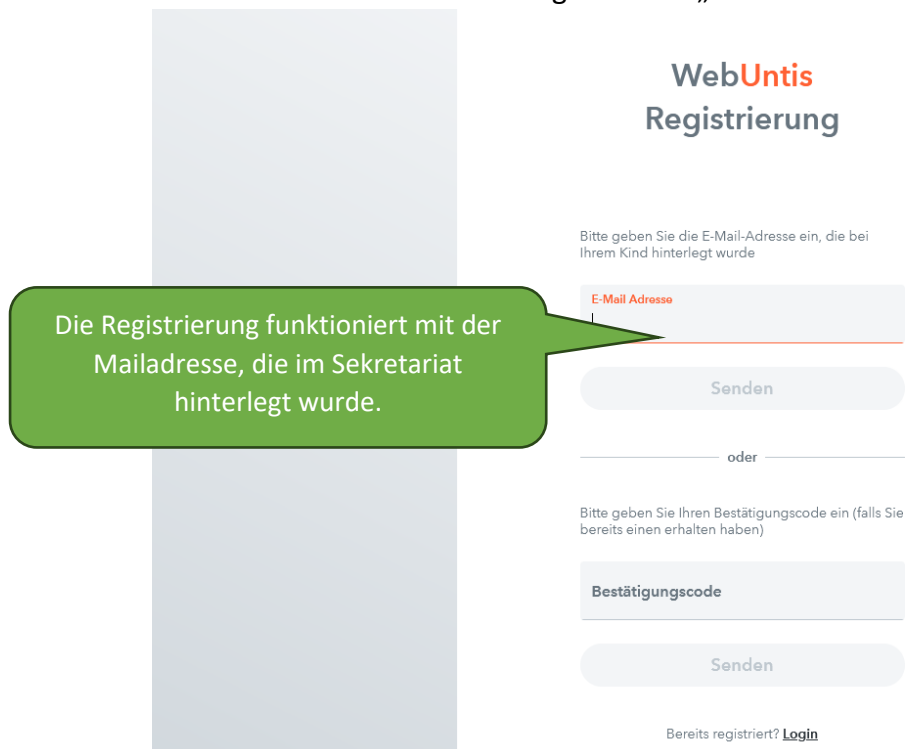 WebUntis
Registrierung
Bitte geben Sie die E-Mail-Adresse ein, die bei
Ihrem Kind hinterlegt wurde
E-Mail Adresse
Die Registrierung funktioniert mit der
Mailadresse, die im Sekretariat
hinterlegt wurde.
Senden
oder
Bitte geben Sie Ihren Bestätigungscode ein (falls Sie
bereits einen erhalten haben)
Bestätigungscode
Senden
Bereits registriert? Login